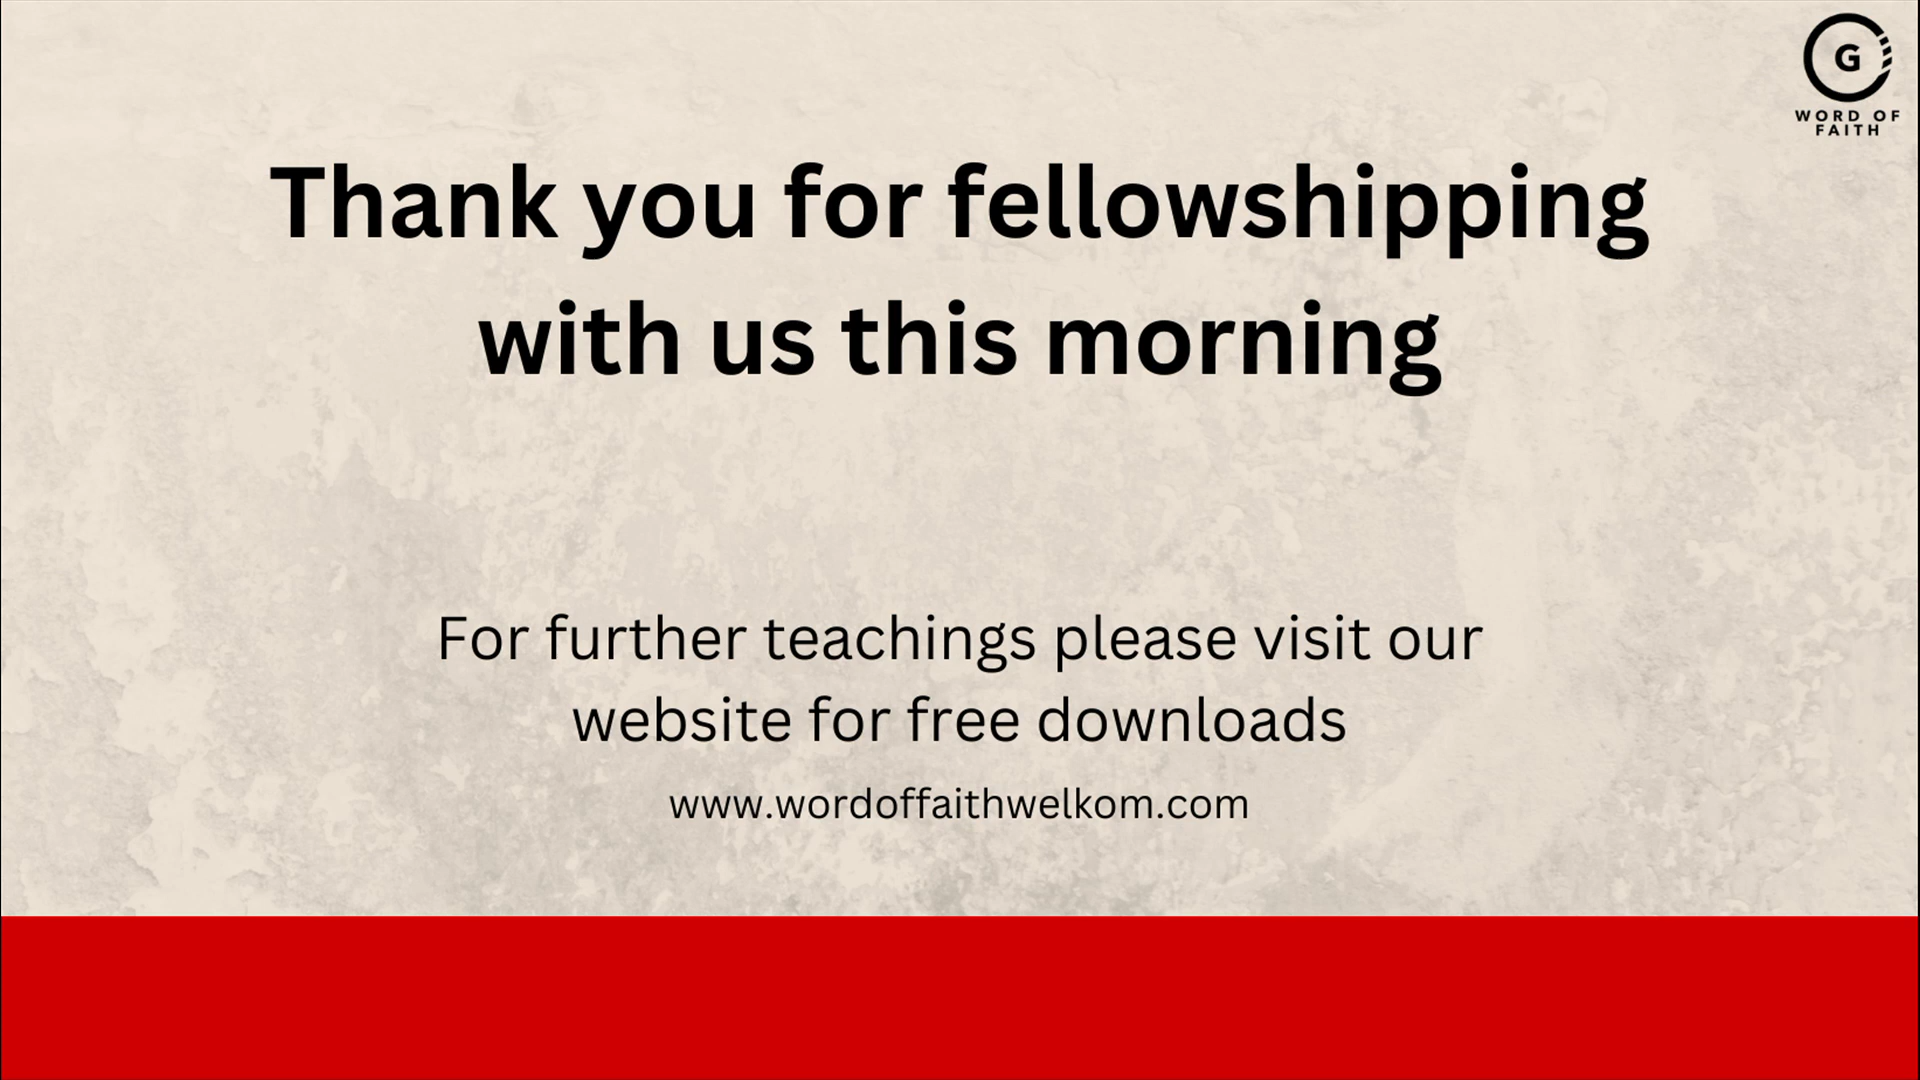 G
WORD OF
FAITH
Thank you for fellowshipping
with us this morning
For further teachings please visit our
website for free downloads
www.wordoffaithwelkom.com